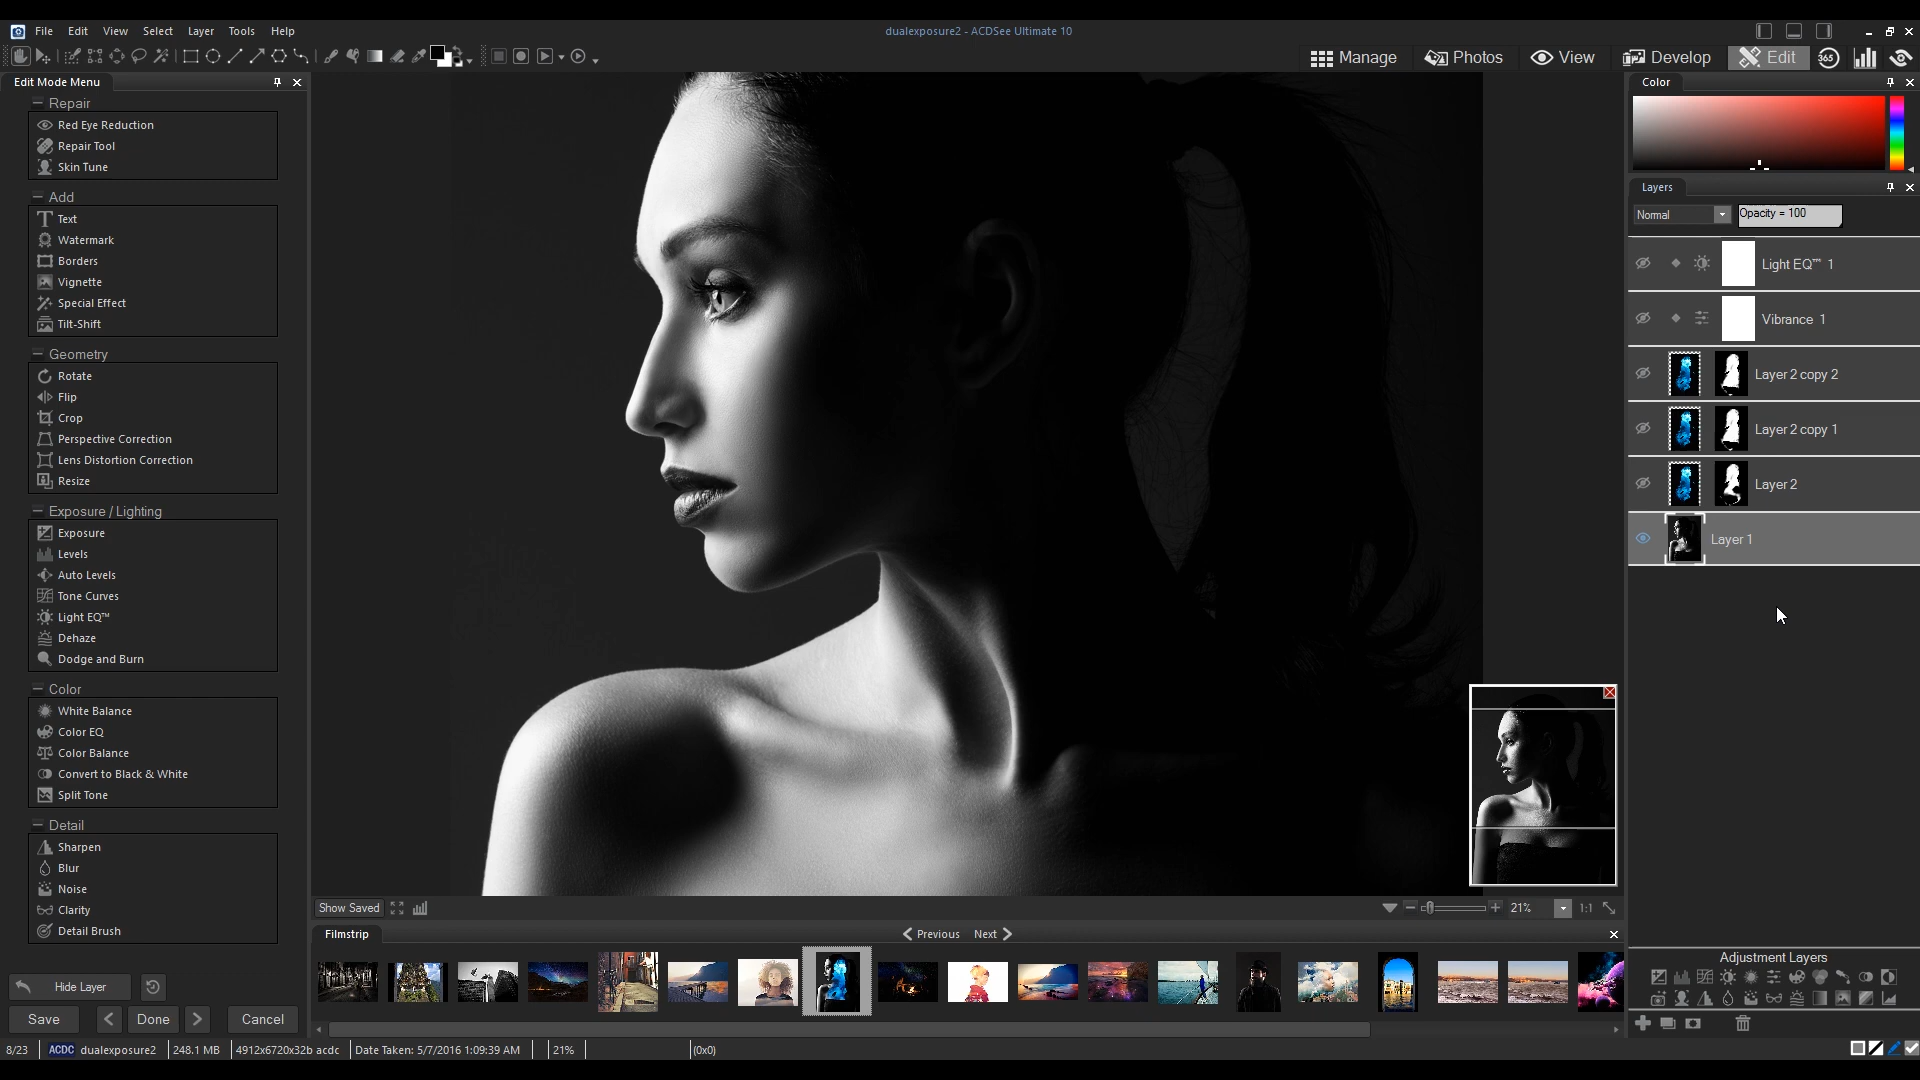 File Edit View Select Layer Tools Help
dualexposure2 - ACDSee Ultimate 10
Manage Photos View Develop Edit 365
Edit Mode Menu
Repair
Red Eye Reduction
Repair Tool
Skin Tune
Add
Text
Watermark
Borders
Vignette
Special Effect
Tilt-Shift
Geometry
Rotate
Flip
Crop
Perspective Correction
Lens Distortion Correction
Resize
Exposure / Lighting
Exposure
Levels
Auto Levels
Tone Curves
Light EQ™
Dehaze
Dodge and Burn
Color
White Balance
Color EQ
Color Balance
Convert to Black & White
Split Tone
Detail
Sharpen
Blur
Noise
Clarity
Detail Brush
Hide Layer
Save Done Cancel
Show Saved
21% 1:1
Filmstrip
Previous Next
Color
Layers
Normal Opacity = 100
Light EQ™ 1
Vibrance 1
Layer 2 copy 2
Layer 2 copy 1
Layer 2
Layer 1
Adjustment Layers
8/23 ACDC dualexposure2 248.1 MB 4912x6720x32b acdc Date Taken: 5/7/2016 1:09:39 AM 21% (0x0)